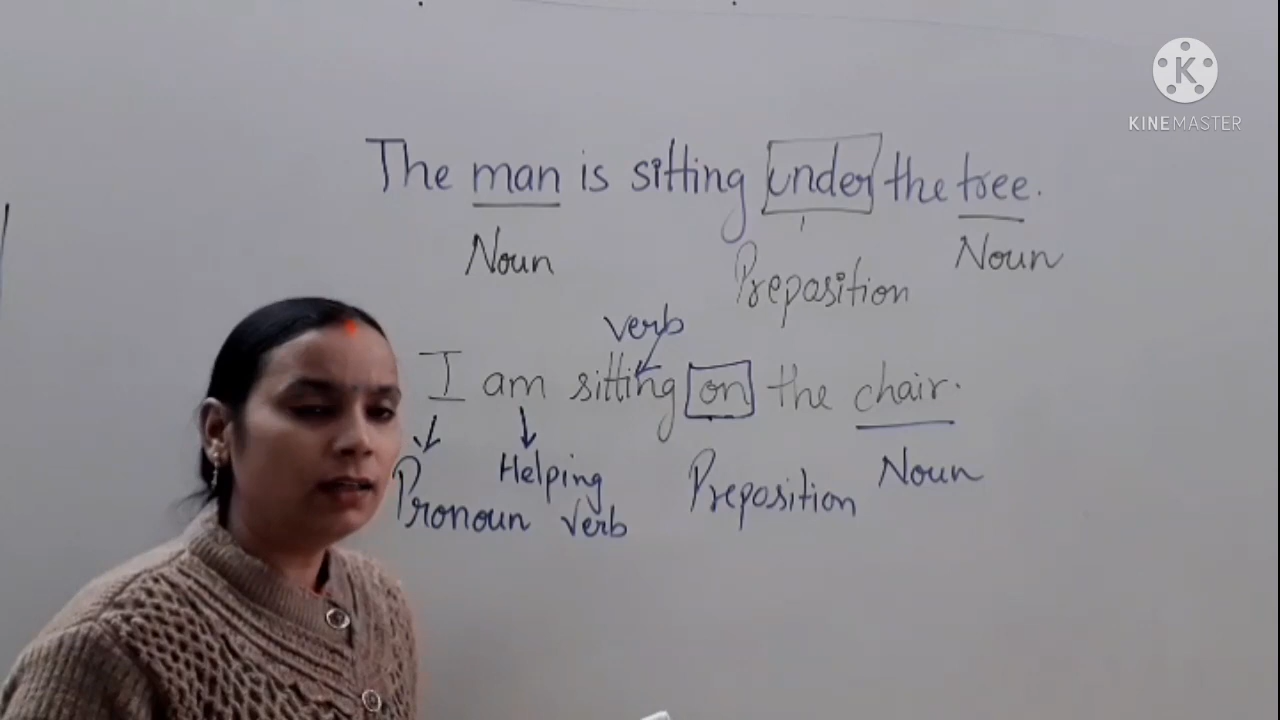 K
KINEMASTER
The man is sitting under the tree.
Noun Preposition Noun
verb
I am sitting on the chair.
Pronoun Helping verb Preposition Noun